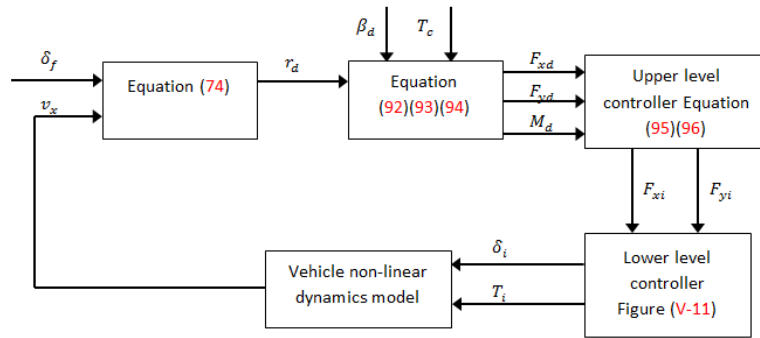 β_d
T_c
δ_f
v_x
Equation (74)
r_d
Equation
(92)(93)(94)
F_xd
F_yd
M_d
Upper level
controller Equation
(95)(96)
F_xi
F_yi
Lower level
controller
Figure (V-11)
δ_i
T_i
Vehicle non-linear
dynamics model